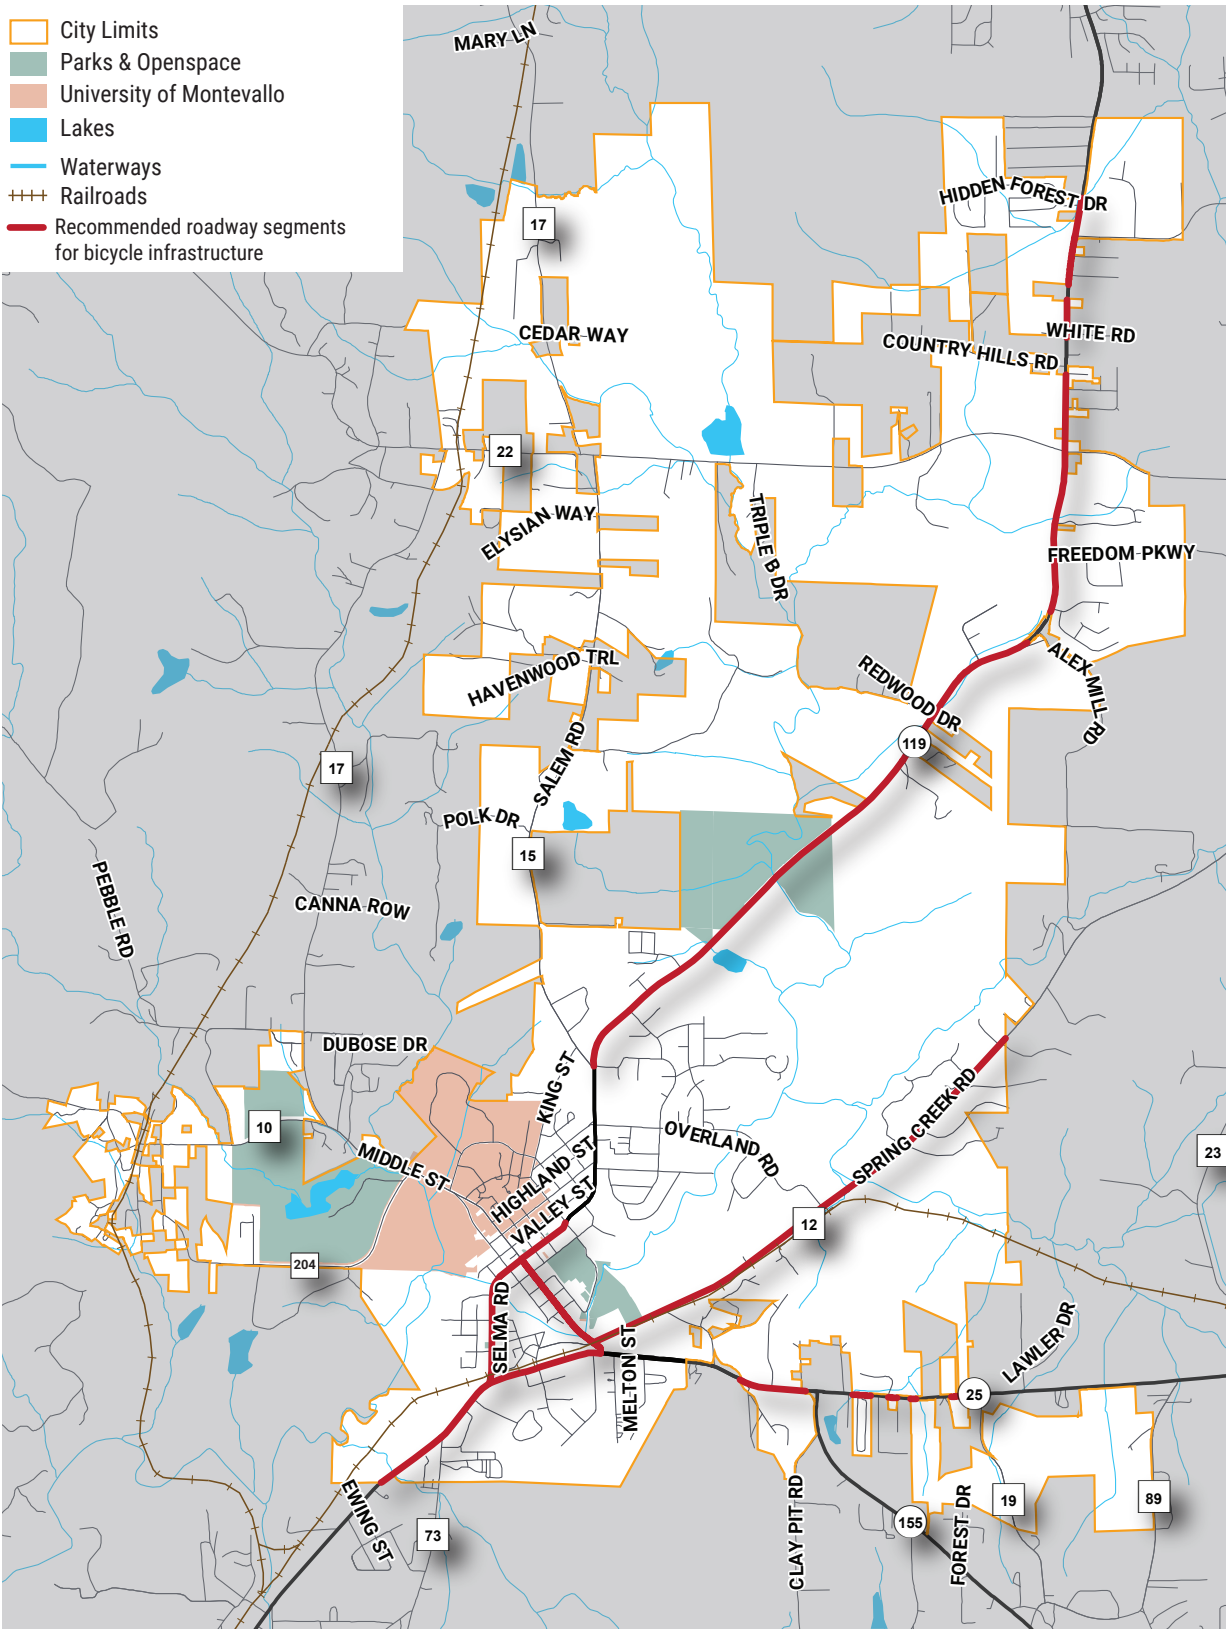 City Limits
Parks & Openspace
University of Montevallo
Lakes
Waterways
Railroads
Recommended roadway segments
for bicycle infrastructure
MARY LN
HIDDEN FOREST DR
17
CEDAR WAY
WHITE RD
COUNTRY HILLS RD
22
ELYSIAN WAY
TRIPLE B DR
FREEDOM PKWY
HAVENWOOD TRL
ALEX MILL RD
REDWOOD DR
119
17
SALEM RD
POLK DR
15
PEBBLE RD
CANNA ROW
DUBOSE DR
KING ST
10
OVERLAND RD
SPRING CREEK RD
23
MIDDLE ST
HIGHLAND ST
VALLEY ST
12
204
SELMA RD
MELTON ST
LAWLER DR
25
EWING ST
73
CLAY PIT RD
155
FOREST DR
19
89